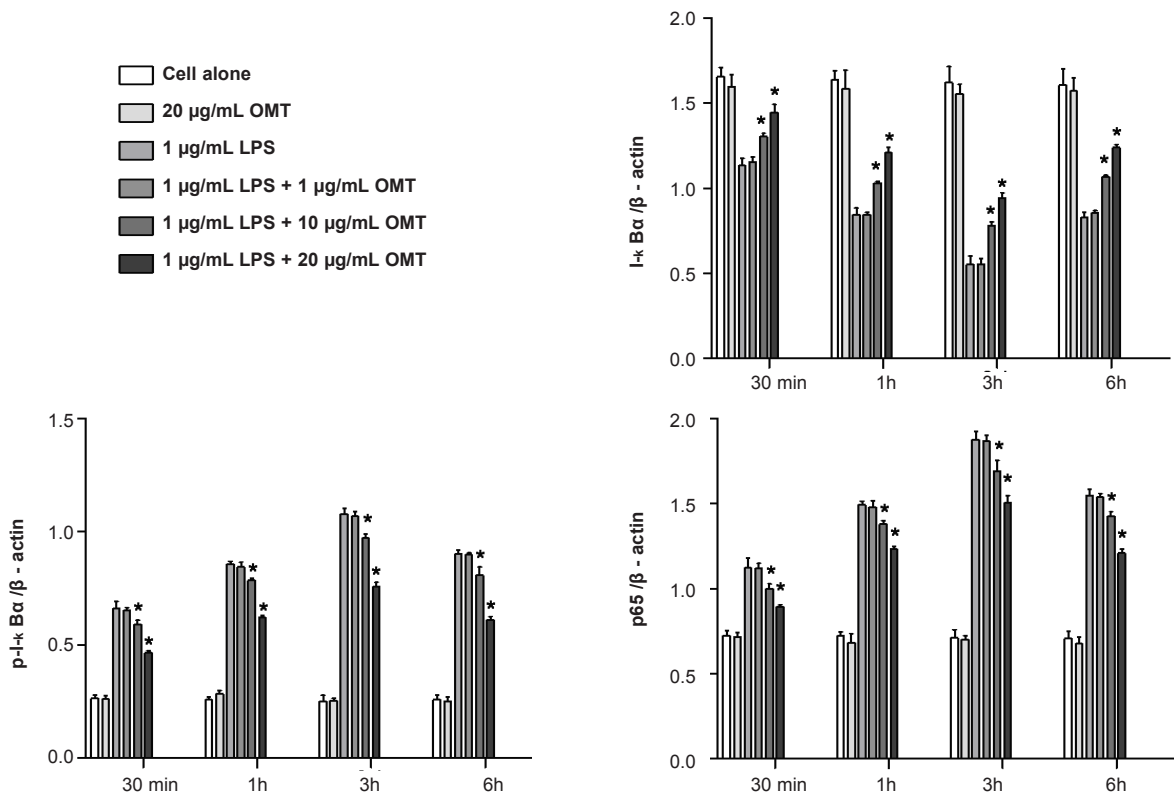 Cell alone
20 µg/mL OMT
1 µg/mL LPS
1 µg/mL LPS + 1 µg/mL OMT
1 µg/mL LPS + 10 µg/mL OMT
1 µg/mL LPS + 20 µg/mL OMT
I-κ Bα /β - actin
2.0
1.5
1.0
0.5
0.0
* *
* *
* *
* *
30 min 1h 3h 6h
p-I-κ Bα /β - actin
1.5
1.0
0.5
0.0
* *
* *
* *
* *
30 min 1h 3h 6h
p65 /β - actin
2.0
1.5
1.0
0.5
0.0
* *
* *
* *
* *
30 min 1h 3h 6h